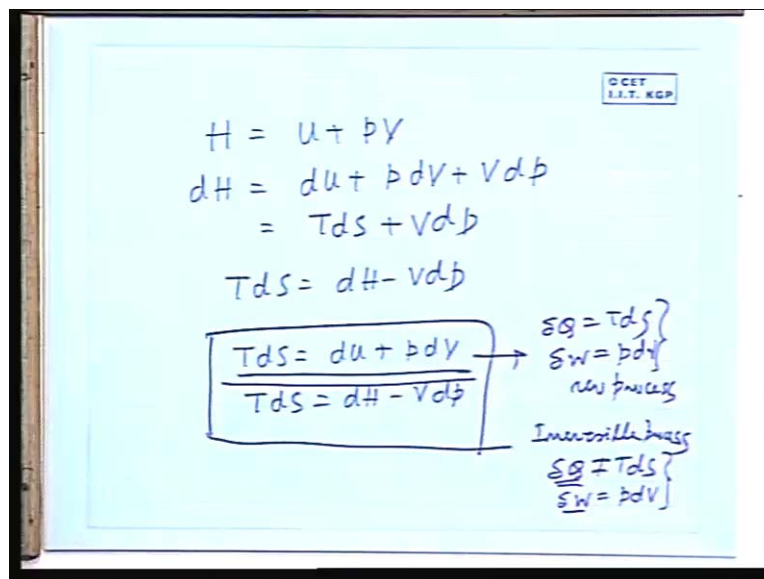 © CET
I.I.T. KGP
H = U + pV
dH = dU + pdV + Vdp
= Tds + Vdp
Tds = dH - Vdp
Tds = dU + pdV
Tds = dH - Vdp
δQ = Tds
δW = pdV
rev process
Irreversible process
δQ ≠ Tds
δW = pdV